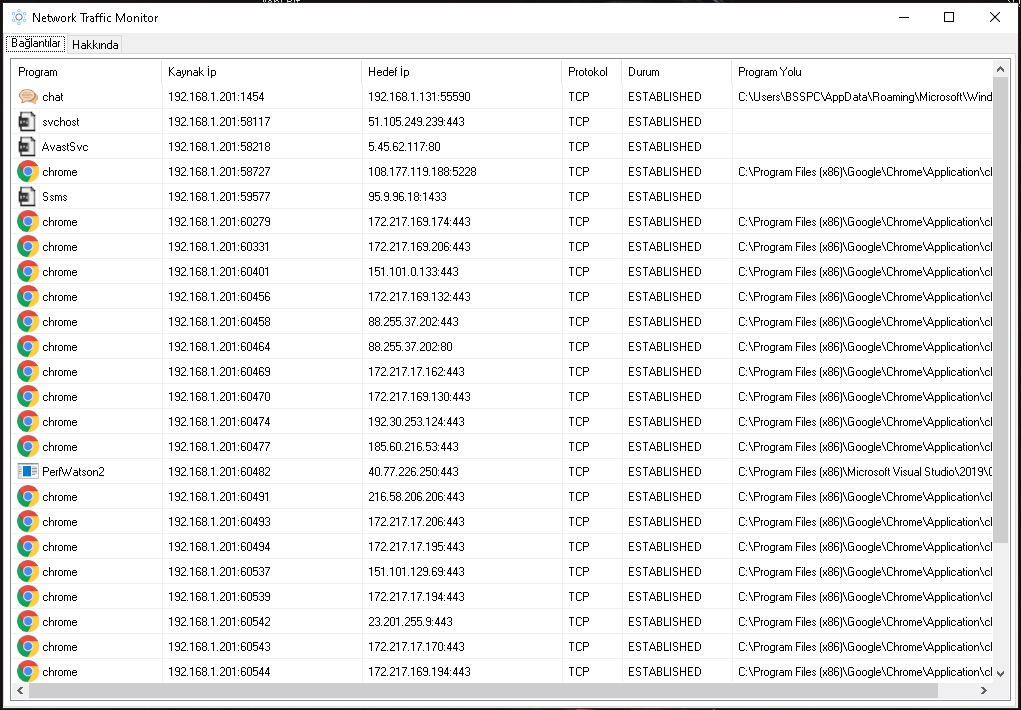 Network Traffic Monitor
Bağlantılar Hakkında
Program Kaynak İp Hedef İp Protokol Durum Program Yolu
chat 192.168.1.201:1454 192.168.1.131:55590 TCP ESTABLISHED C:\Users\BSSPC\AppData\Roaming\Microsoft\Wind
svchost 192.168.1.201:58117 51.105.249.239:443 TCP ESTABLISHED
AvastSvc 192.168.1.201:58218 5.45.62.117:80 TCP ESTABLISHED
chrome 192.168.1.201:58727 108.177.119.188:5228 TCP ESTABLISHED C:\Program Files (x86)\Google\Chrome\Application\cl
Ssms 192.168.1.201:59577 95.9.96.18:1433 TCP ESTABLISHED
chrome 192.168.1.201:60279 172.217.169.174:443 TCP ESTABLISHED C:\Program Files (x86)\Google\Chrome\Application\cl
chrome 192.168.1.201:60331 172.217.169.206:443 TCP ESTABLISHED C:\Program Files (x86)\Google\Chrome\Application\cl
chrome 192.168.1.201:60401 151.101.0.133:443 TCP ESTABLISHED C:\Program Files (x86)\Google\Chrome\Application\cl
chrome 192.168.1.201:60456 172.217.169.132:443 TCP ESTABLISHED C:\Program Files (x86)\Google\Chrome\Application\cl
chrome 192.168.1.201:60458 88.255.37.202:443 TCP ESTABLISHED C:\Program Files (x86)\Google\Chrome\Application\cl
chrome 192.168.1.201:60464 88.255.37.202:80 TCP ESTABLISHED C:\Program Files (x86)\Google\Chrome\Application\cl
chrome 192.168.1.201:60469 172.217.17.162:443 TCP ESTABLISHED C:\Program Files (x86)\Google\Chrome\Application\cl
chrome 192.168.1.201:60470 172.217.169.130:443 TCP ESTABLISHED C:\Program Files (x86)\Google\Chrome\Application\cl
chrome 192.168.1.201:60474 192.30.253.124:443 TCP ESTABLISHED C:\Program Files (x86)\Google\Chrome\Application\cl
chrome 192.168.1.201:60477 185.60.216.53:443 TCP ESTABLISHED C:\Program Files (x86)\Google\Chrome\Application\cl
PerfWatson2 192.168.1.201:60482 40.77.226.250:443 TCP ESTABLISHED C:\Program Files (x86)\Microsoft Visual Studio\2019\C
chrome 192.168.1.201:60491 216.58.206.206:443 TCP ESTABLISHED C:\Program Files (x86)\Google\Chrome\Application\cl
chrome 192.168.1.201:60493 172.217.17.206:443 TCP ESTABLISHED C:\Program Files (x86)\Google\Chrome\Application\cl
chrome 192.168.1.201:60494 172.217.17.195:443 TCP ESTABLISHED C:\Program Files (x86)\Google\Chrome\Application\cl
chrome 192.168.1.201:60537 151.101.129.69:443 TCP ESTABLISHED C:\Program Files (x86)\Google\Chrome\Application\cl
chrome 192.168.1.201:60539 172.217.17.194:443 TCP ESTABLISHED C:\Program Files (x86)\Google\Chrome\Application\cl
chrome 192.168.1.201:60542 23.201.255.9:443 TCP ESTABLISHED C:\Program Files (x86)\Google\Chrome\Application\cl
chrome 192.168.1.201:60543 172.217.17.170:443 TCP ESTABLISHED C:\Program Files (x86)\Google\Chrome\Application\cl
chrome 192.168.1.201:60544 172.217.169.194:443 TCP ESTABLISHED C:\Program Files (x86)\Google\Chrome\Application\cl